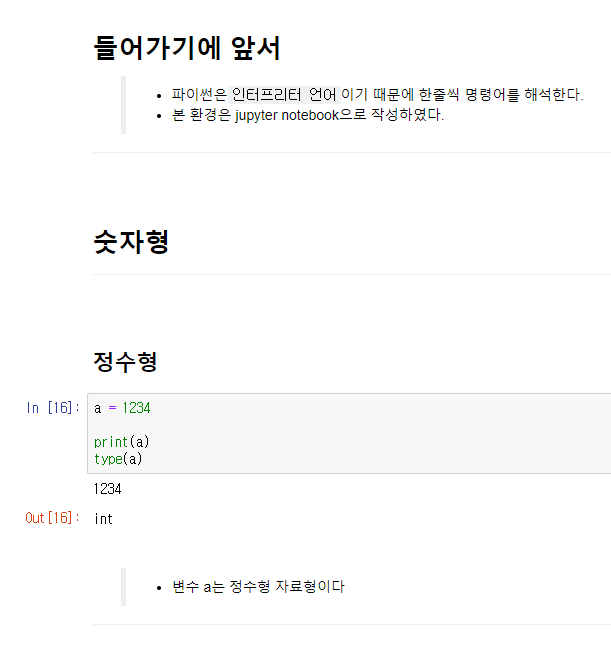 들어가기에 앞서
파이썬은 인터프리터 언어 이기 때문에 한줄씩 명령어를 해석한다.
본 환경은 jupyter notebook으로 작성하였다.
숫자형
정수형
In [16]: a = 1234
print(a)
type(a)
1234
Out[16]: int
변수 a는 정수형 자료형이다